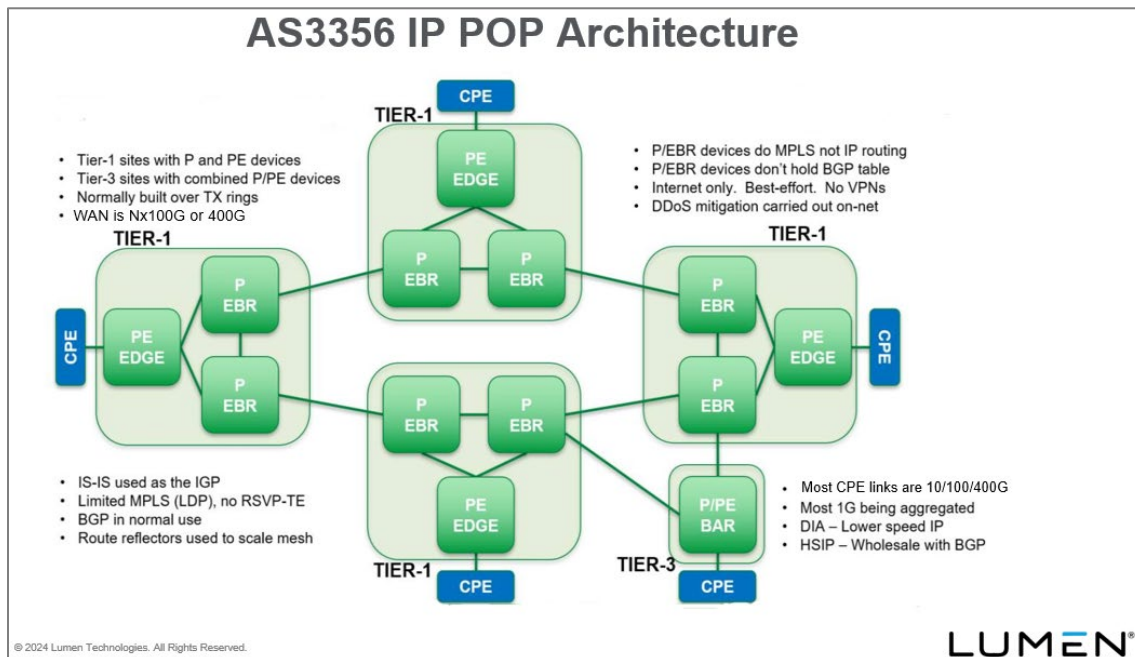 AS3356 IP POP Architecture
CPE
TIER-1
PE
EDGE
P
EBR
P
EBR
• Tier-1 sites with P and PE devices
• Tier-3 sites with combined P/PE devices
• Normally built over TX rings
• WAN is Nx100G or 400G
• P/EBR devices do MPLS not IP routing
• P/EBR devices don't hold BGP table
• Internet only. Best-effort. No VPNs
• DDoS mitigation carried out on-net
TIER-1
CPE
PE
EDGE
P
EBR
P
EBR
TIER-1
P
EBR
P
EBR
PE
EDGE
CPE
P
EBR
P
EBR
PE
EDGE
TIER-1
CPE
• IS-IS used as the IGP
• Limited MPLS (LDP), no RSVP-TE
• BGP in normal use
• Route reflectors used to scale mesh
P/PE
BAR
TIER-3
CPE
• Most CPE links are 10/100/400G
• Most 1G being aggregated
• DIA – Lower speed IP
• HSIP – Wholesale with BGP
© 2024 Lumen Technologies. All Rights Reserved.
LUMEN®